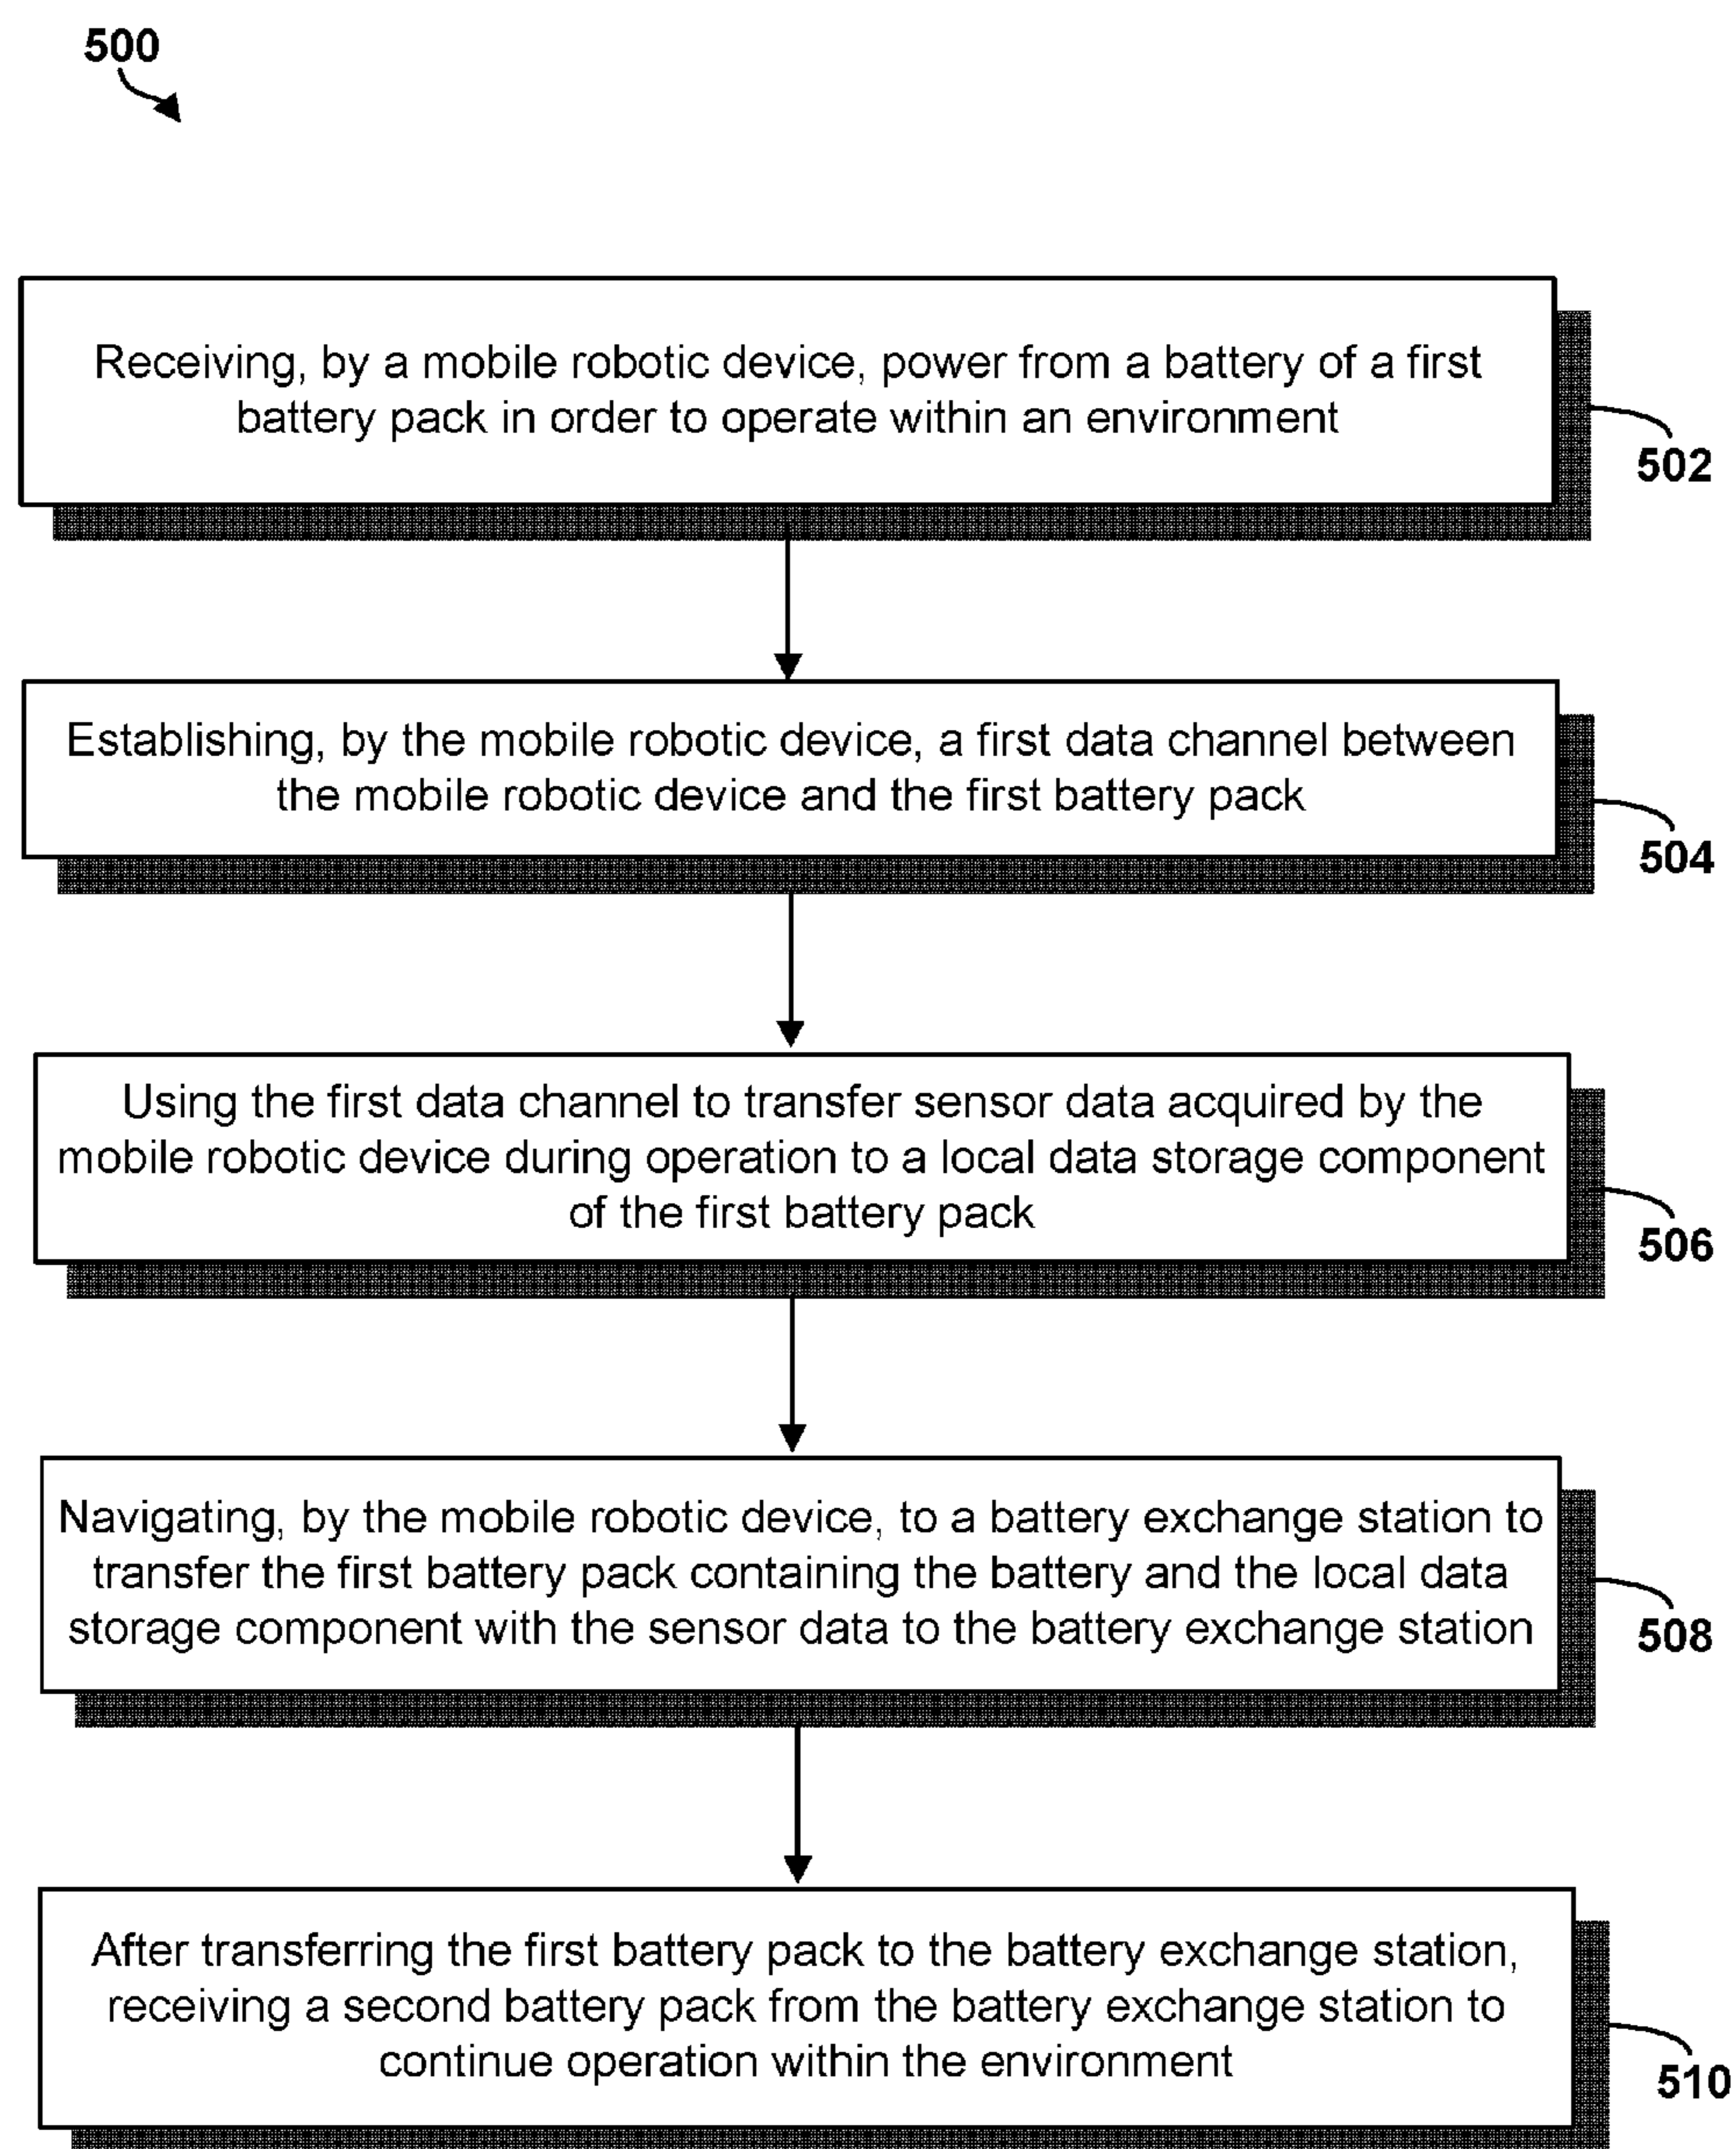 500
Receiving, by a mobile robotic device, power from a battery of a first
battery pack in order to operate within an environment
502
Establishing, by the mobile robotic device, a first data channel between
the mobile robotic device and the first battery pack
504
Using the first data channel to transfer sensor data acquired by the
mobile robotic device during operation to a local data storage component
of the first battery pack
506
Navigating, by the mobile robotic device, to a battery exchange station to
transfer the first battery pack containing the battery and the local data
storage component with the sensor data to the battery exchange station
508
After transferring the first battery pack to the battery exchange station,
receiving a second battery pack from the battery exchange station to
continue operation within the environment
510